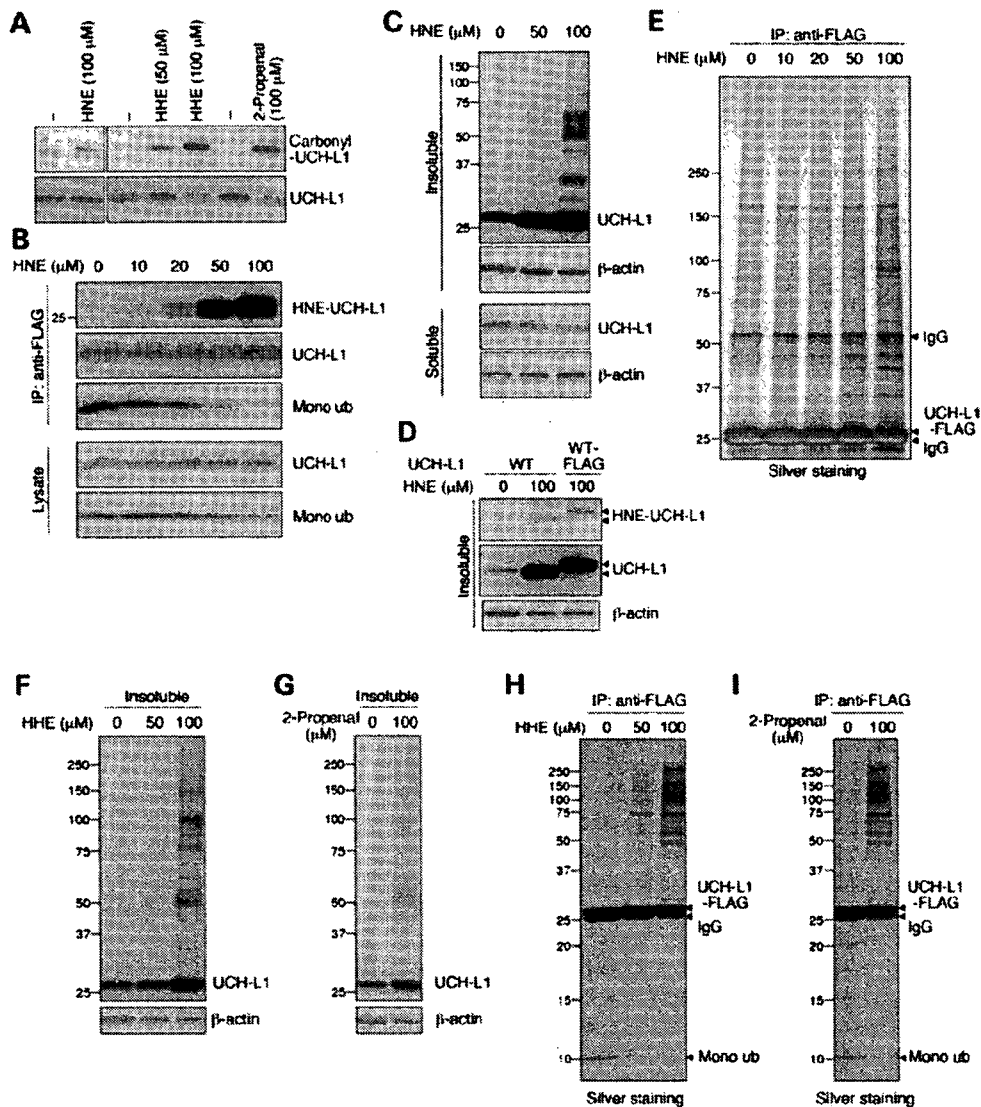 A
–
HNE (100 μM)
–
HHE (50 μM)
HHE (100 μM)
–
2-Propenal
(100 μM)
Carbonyl
-UCH-L1
UCH-L1
B
HNE (μM) 0 10 20 50 100
IP: anti-FLAG
25
HNE-UCH-L1
UCH-L1
Mono ub
Lysate
UCH-L1
Mono ub
C
HNE (μM) 0 50 100
Insoluble
150
100
75
50
37
25
UCH-L1
β-actin
Soluble
UCH-L1
β-actin
D
UCH-L1 WT WT-
FLAG
HNE (μM) 0 100 100
Insoluble
HNE-UCH-L1
UCH-L1
β-actin
E
IP: anti-FLAG
HNE (μM) 0 10 20 50 100
250
150
100
75
50
37
25
IgG
UCH-L1
-FLAG
IgG
Silver staining
F
Insoluble
HHE (μM) 0 50 100
250
150
100
75
50
37
25
UCH-L1
β-actin
G
Insoluble
2-Propenal 0 100
(μM)
250
150
100
75
50
37
25
UCH-L1
β-actin
H
IP: anti-FLAG
HHE (μM) 0 50 100
250
150
100
75
50
37
25
20
15
10
UCH-L1
-FLAG
IgG
Mono ub
Silver staining
I
IP: anti-FLAG
2-Propenal 0 100
(μM)
250
150
100
75
50
37
25
20
15
10
UCH-L1
-FLAG
IgG
Mono ub
Silver staining